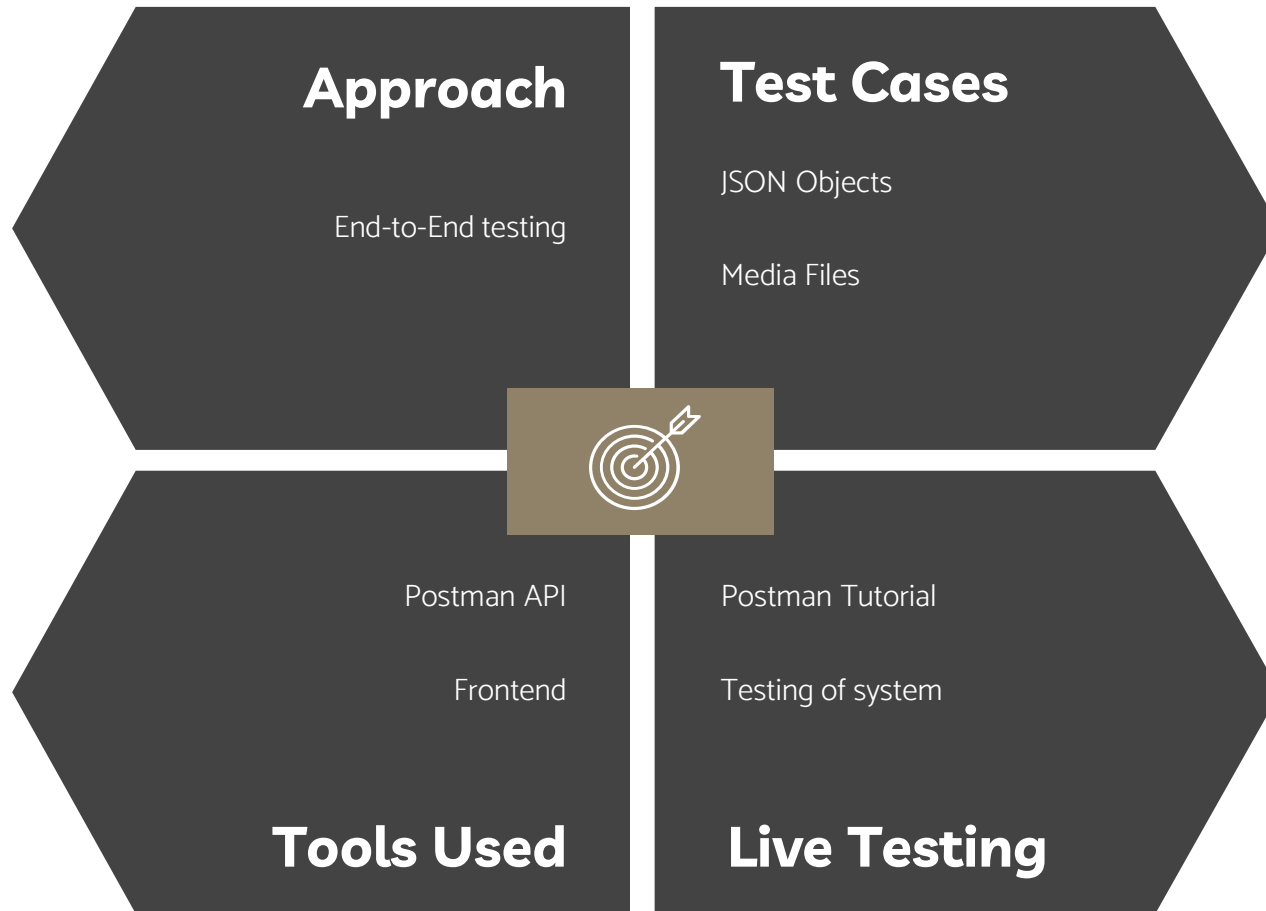 Approach
End-to-End testing
Test Cases
JSON Objects
Media Files
Postman API
Frontend
Tools Used
Postman Tutorial
Testing of system
Live Testing